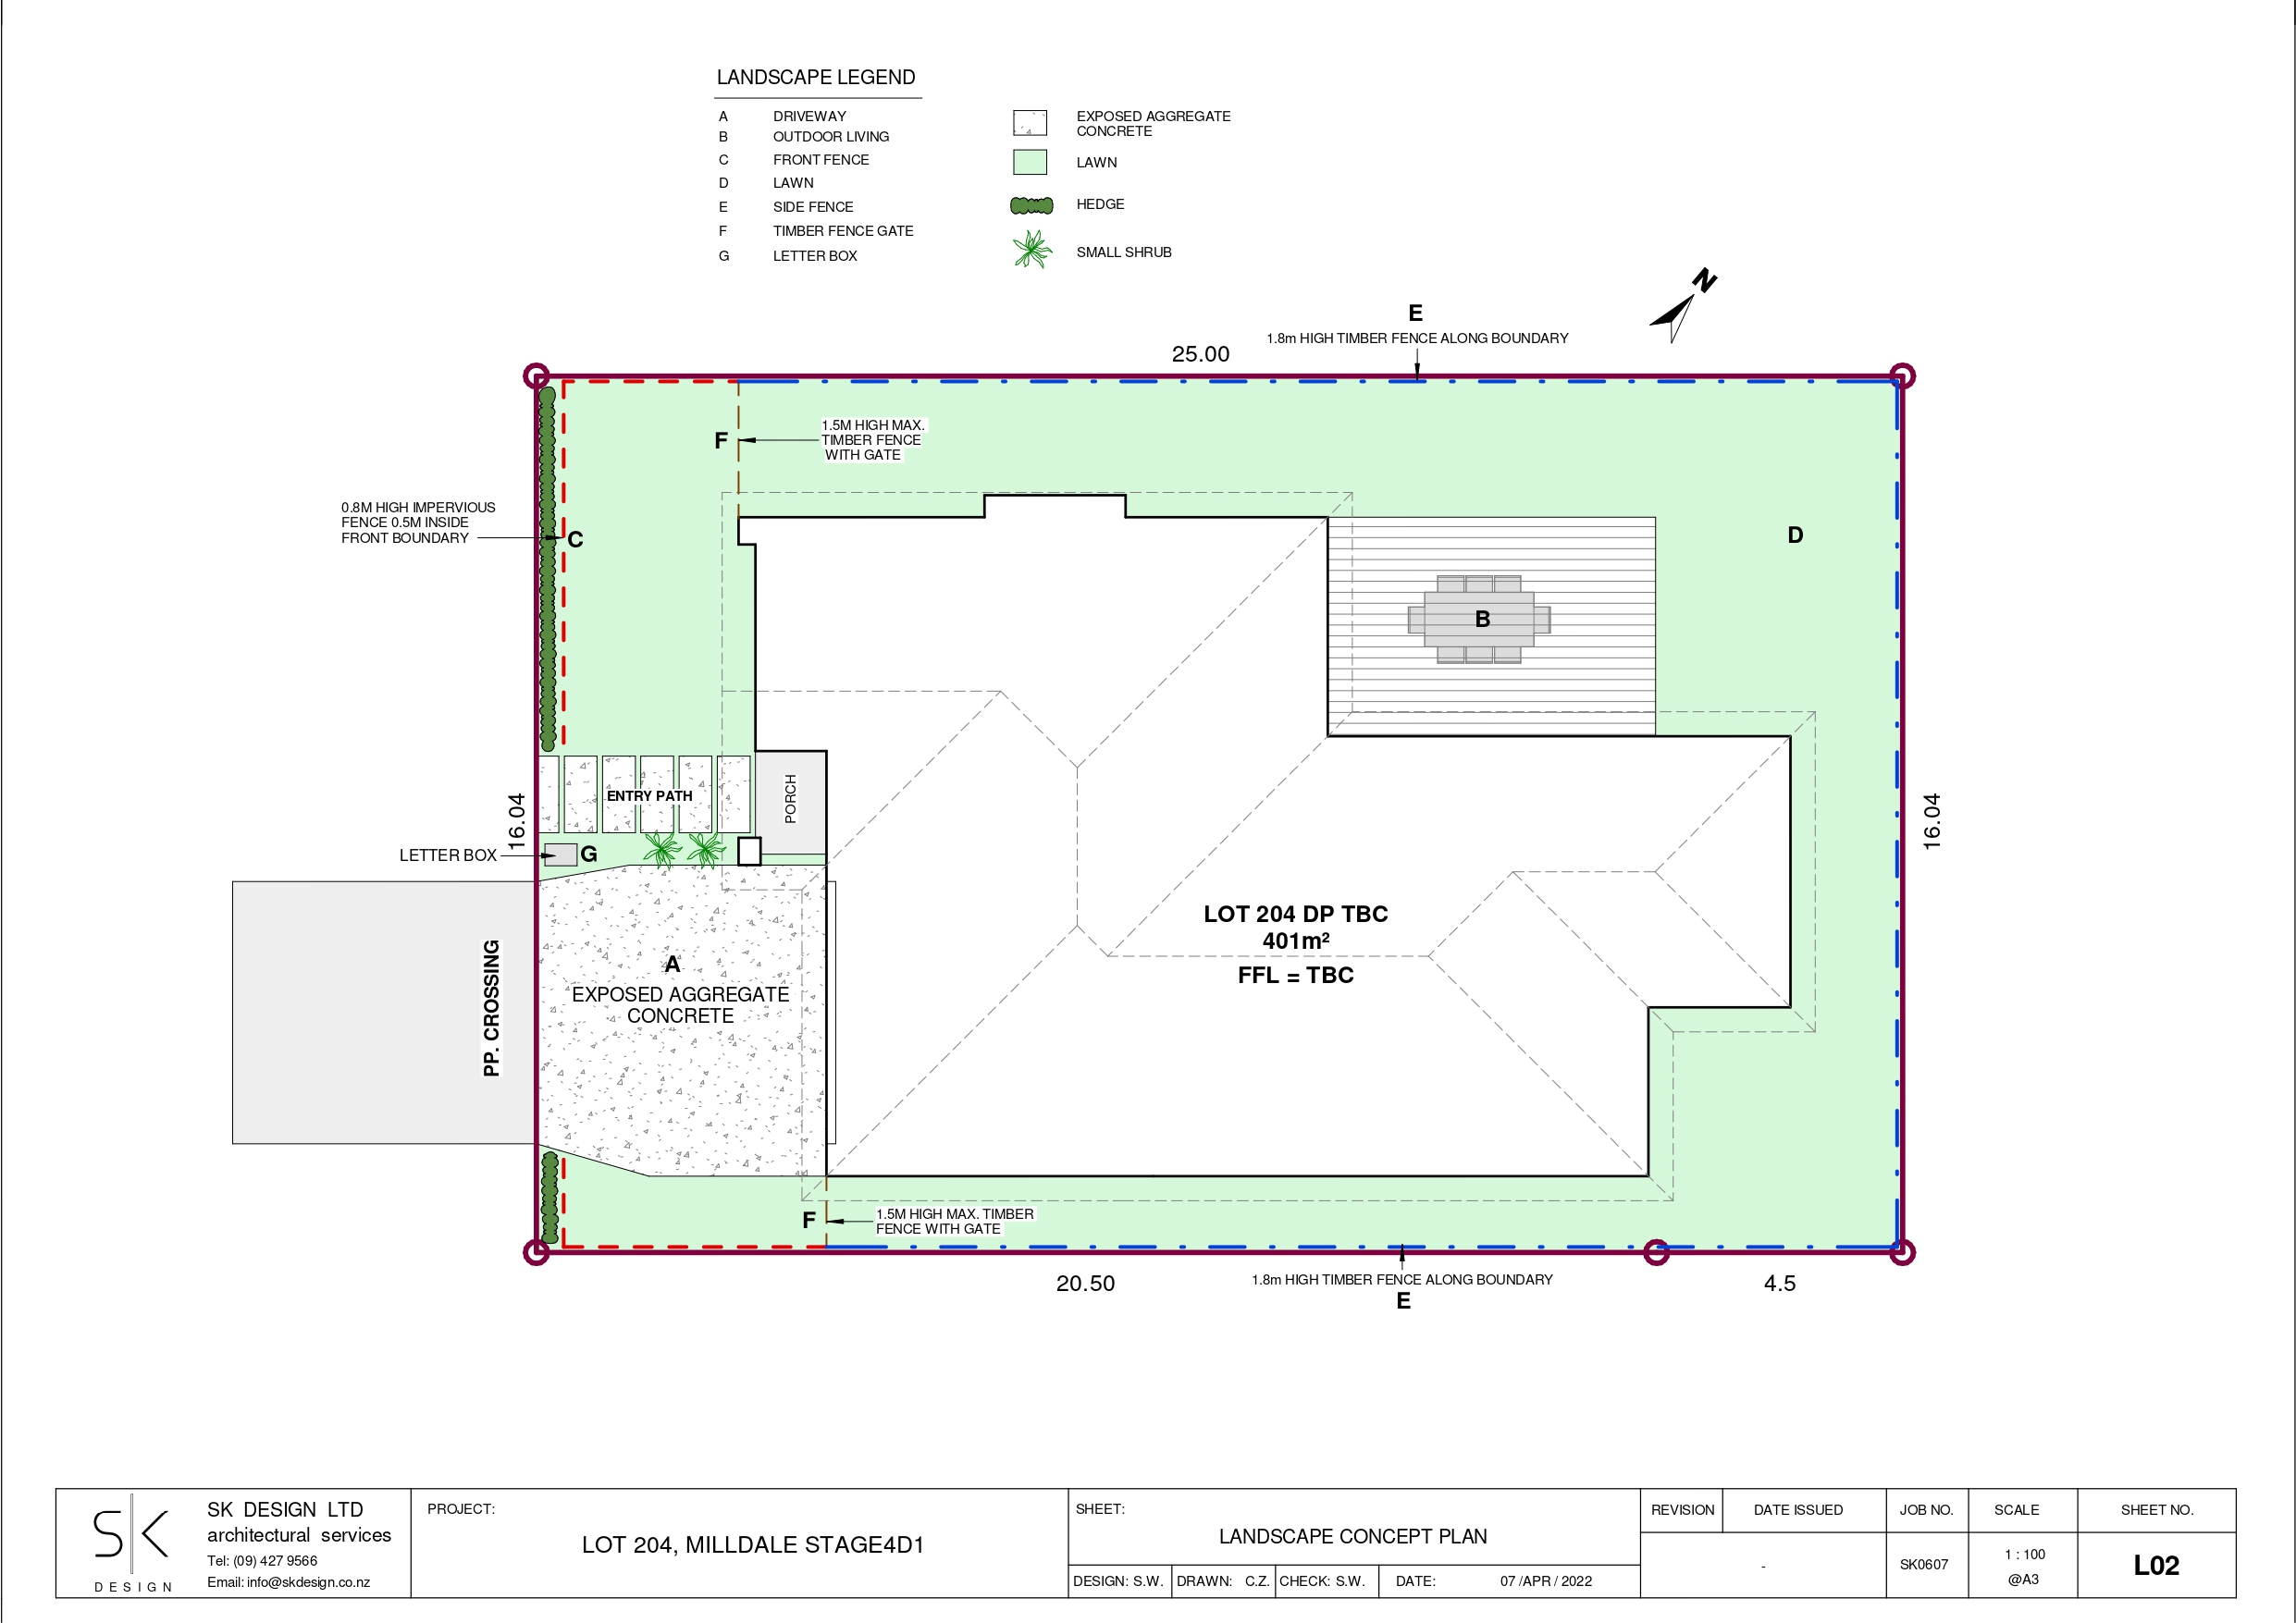 LANDSCAPE LEGEND
A DRIVEWAY
B OUTDOOR LIVING
C FRONT FENCE
D LAWN
E SIDE FENCE
F TIMBER FENCE GATE
G LETTER BOX
EXPOSED AGGREGATE
CONCRETE
LAWN
HEDGE
SMALL SHRUB
N
E
1.8m HIGH TIMBER FENCE ALONG BOUNDARY
25.00
F
1.5M HIGH MAX.
TIMBER FENCE
WITH GATE
0.8M HIGH IMPERVIOUS
FENCE 0.5M INSIDE
FRONT BOUNDARY
C
D
B
ENTRY PATH
PORCH
16.04
16.04
LETTER BOX
G
LOT 204 DP TBC
401m²
FFL = TBC
PP. CROSSING
A
EXPOSED AGGREGATE
CONCRETE
F
1.5M HIGH MAX. TIMBER
FENCE WITH GATE
20.50
1.8m HIGH TIMBER FENCE ALONG BOUNDARY
E
4.5
SK
DESIGN
SK DESIGN LTD
architectural services
Tel: (09) 427 9566
Email: info@skdesign.co.nz
PROJECT:
LOT 204, MILLDALE STAGE4D1
SHEET:
LANDSCAPE CONCEPT PLAN
DESIGN: S.W. DRAWN: C.Z. CHECK: S.W. DATE: 07 /APR / 2022
REVISION DATE ISSUED
-
JOB NO.
SK0607
SCALE
1 : 100
@A3
SHEET NO.
L02